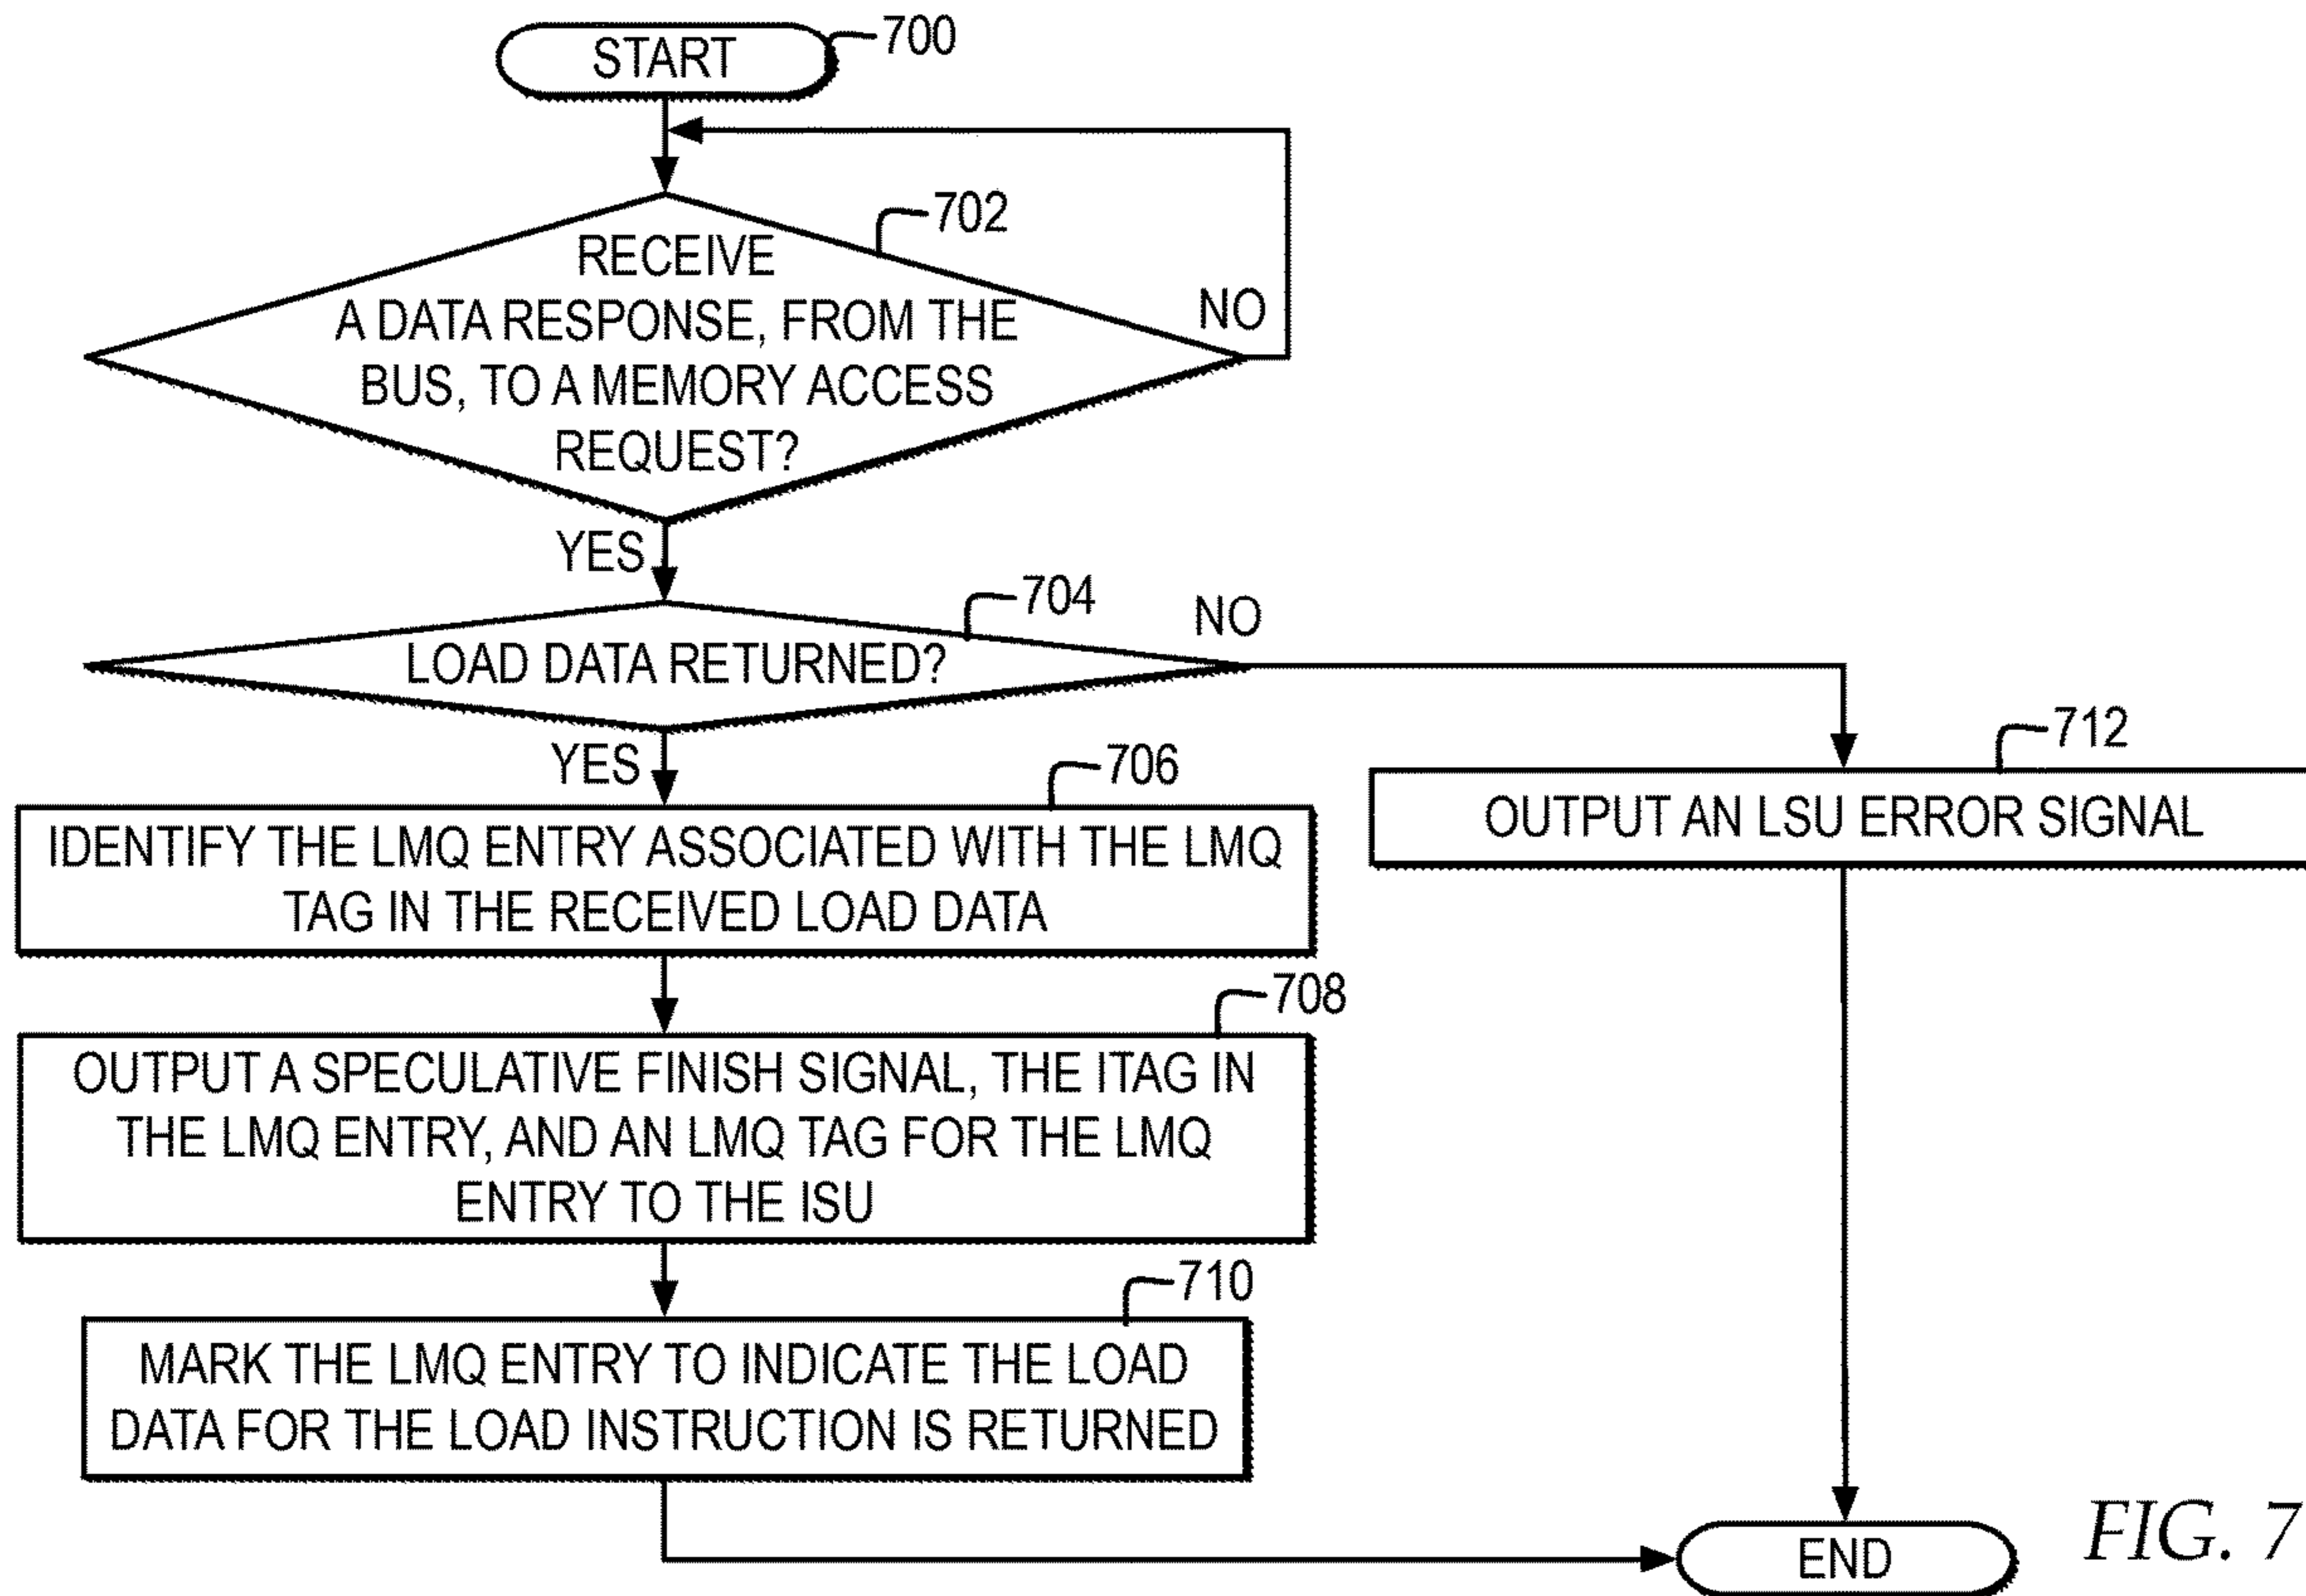 START
700
702
RECEIVE
A DATA RESPONSE, FROM THE
BUS, TO A MEMORY ACCESS
REQUEST?
NO
YES
704
NO
LOAD DATA RETURNED?
YES
706
IDENTIFY THE LMQ ENTRY ASSOCIATED WITH THE LMQ
TAG IN THE RECEIVED LOAD DATA
712
OUTPUT AN LSU ERROR SIGNAL
708
OUTPUT A SPECULATIVE FINISH SIGNAL, THE ITAG IN
THE LMQ ENTRY, AND AN LMQ TAG FOR THE LMQ
ENTRY TO THE ISU
710
MARK THE LMQ ENTRY TO INDICATE THE LOAD
DATA FOR THE LOAD INSTRUCTION IS RETURNED
END
FIG. 7